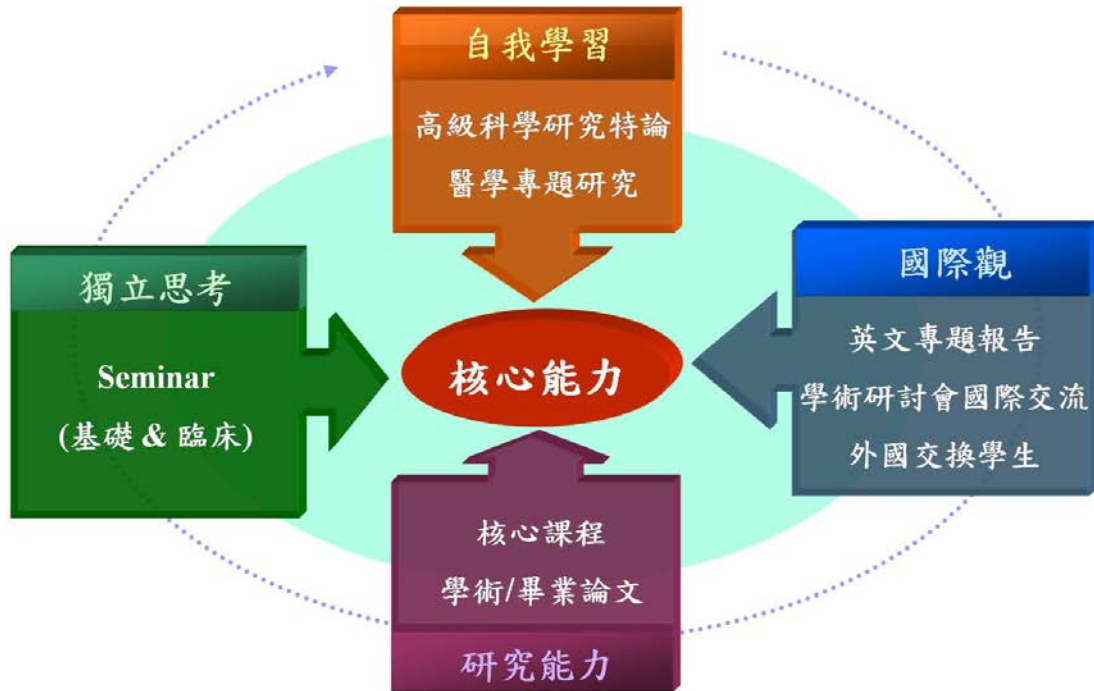 自我學習
高級科學研究特論
醫學專題研究
獨立思考
Seminar
(基礎 & 臨床)
核心能力
國際觀
英文專題報告
學術研討會國際交流
外國交換學生
核心課程
學術/畢業論文
研究能力